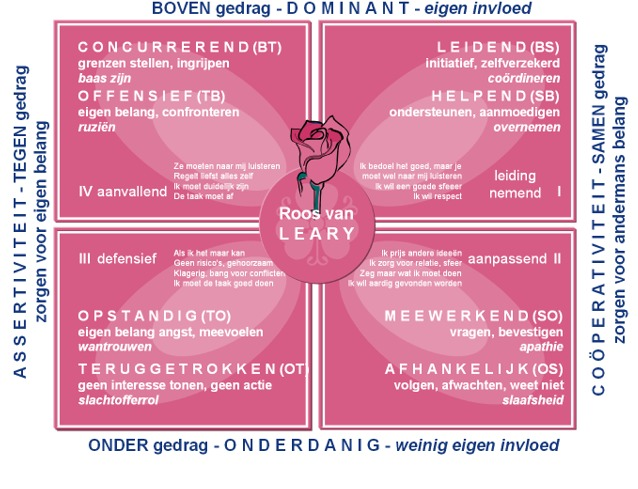 BOVEN gedrag - D O M I N A N T - eigen invloed
A S S E R T I V I T E I T - TEGEN gedrag
zorgen voor eigen belang
C O N C U R R E R E N D (BT)
grenzen stellen, ingrijpen
baas zijn
O F F E N S I E F (TB)
eigen belang, confronteren
ruziën
Ze moeten naar mij luisteren
Regelt liefst alles zelf
Ik moet duidelijk zijn
De taak moet af
IV aanvallend
L E I D E N D (BS)
initiatief, zelfverzekerd
coördineren
H E L P E N D (SB)
ondersteunen, aanmoedigen
overnemen
Ik bedoel het goed, maar je
moet wel naar mij luisteren
Ik wil een goede sfeeer
Ik wil respect
leiding
nemend I
Roos van
L E A R Y
III defensief
Als ik het maar kan
Geen risico's, gehoorzaam
Klagerig, bang voor conflicten
Ik moet de taak goed doen
O P S T A N D I G (TO)
eigen belang angst, meevoelen
wantrouwen
T E R U G G E T R O K K E N (OT)
geen interesse tonen, geen actie
slachtofferrol
Ik prijs andere ideeën
Ik zorg voor relatie, sfeer
Zeg maar wat ik moet doen
Ik wil aardig gevonden worden
aanpassend II
M E E W E R K E N D (SO)
vragen, bevestigen
apathie
A F H A N K E L I J K (OS)
volgen, afwachten, weet niet
slaafsheid
C O Ö P E R A T I V I T E I T - SAMEN gedrag
zorgen voor andermans belang
ONDER gedrag - O N D E R D A N I G - weinig eigen invloed